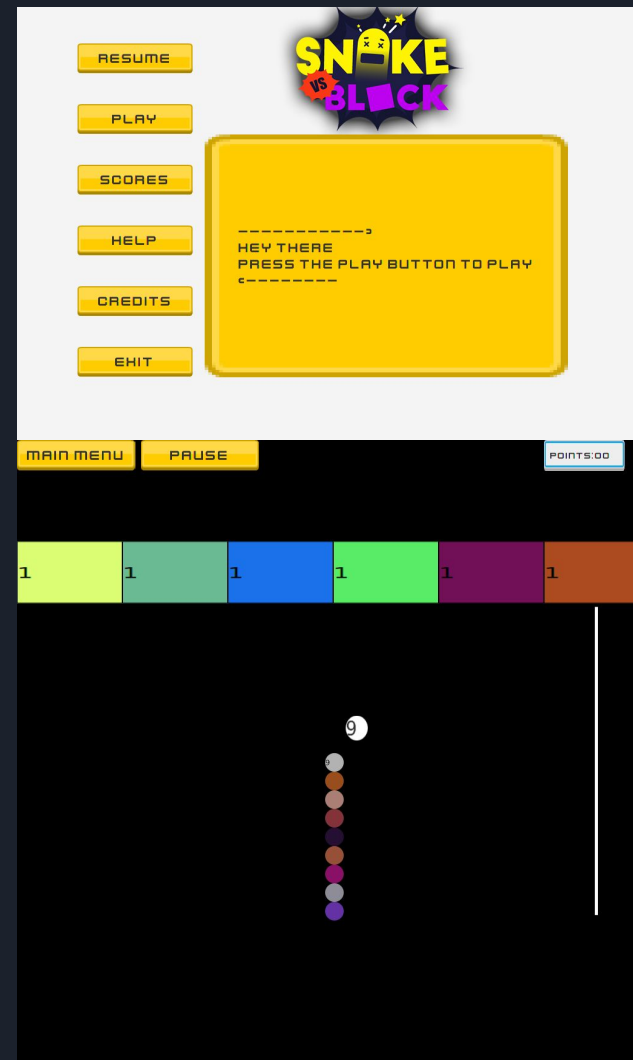 RESUME
SNAKE
VS
BLOCK
PLAY
SCORES
HELP
CREDITS
EXIT
-----------ↄ
HEY THERE
PRESS THE PLAY BUTTON TO PLAY
c--------
MAIN MENU
PAUSE
POINTS:00
1 1 1 1 1 1
9
9